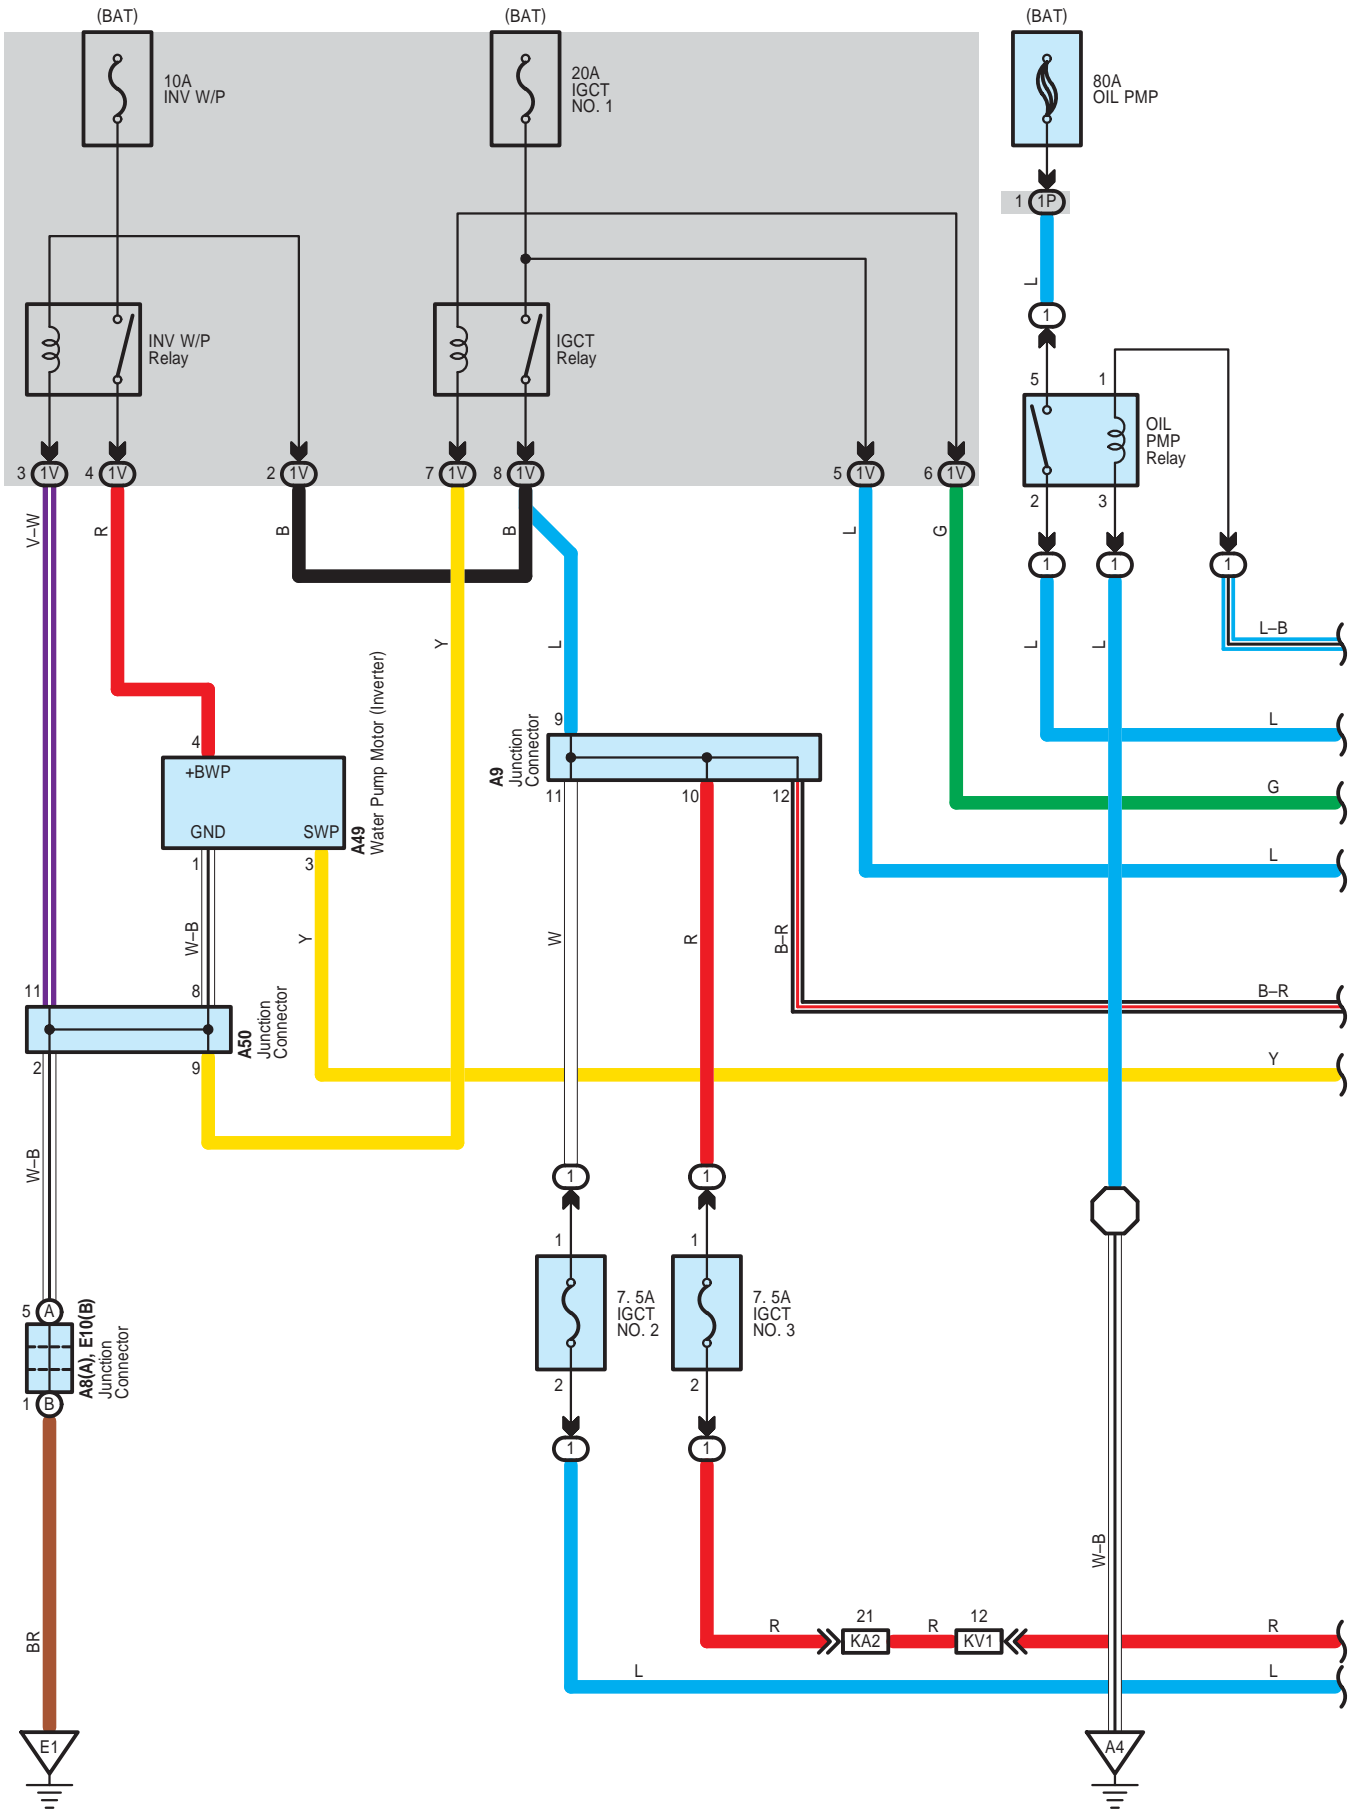 (BAT)
(BAT)
(BAT)
10A
INV W/P
20A
IGCT
NO. 1
80A
OIL PMP
1 1P
L
1
INV W/P
Relay
IGCT
Relay
5 1
OIL
PMP
Relay
2 3
3 1V
4 1V
2 1V
7 1V
8 1V
5 1V
6 1V
V–W
R
B
B
L
G
1
1
1
Y
L
L
L
L–B
L
G
L
4
+BWP
GND
SWP
A49
Water Pump Motor (Inverter)
1
3
9
A9
Junction
Connector
11
10
12
W–B
Y
W
R
B–R
B–R
Y
11
8
A50
Junction
Connector
2
9
W–B
1
1
1
1
7. 5A
IGCT
NO. 2
7. 5A
IGCT
NO. 3
2
2
1
1
5 A
A8(A), E10(B)
Junction
Connector
1 B
BR
W–B
R
21
KA2
R
12
KV1
R
L
L
E1
A4